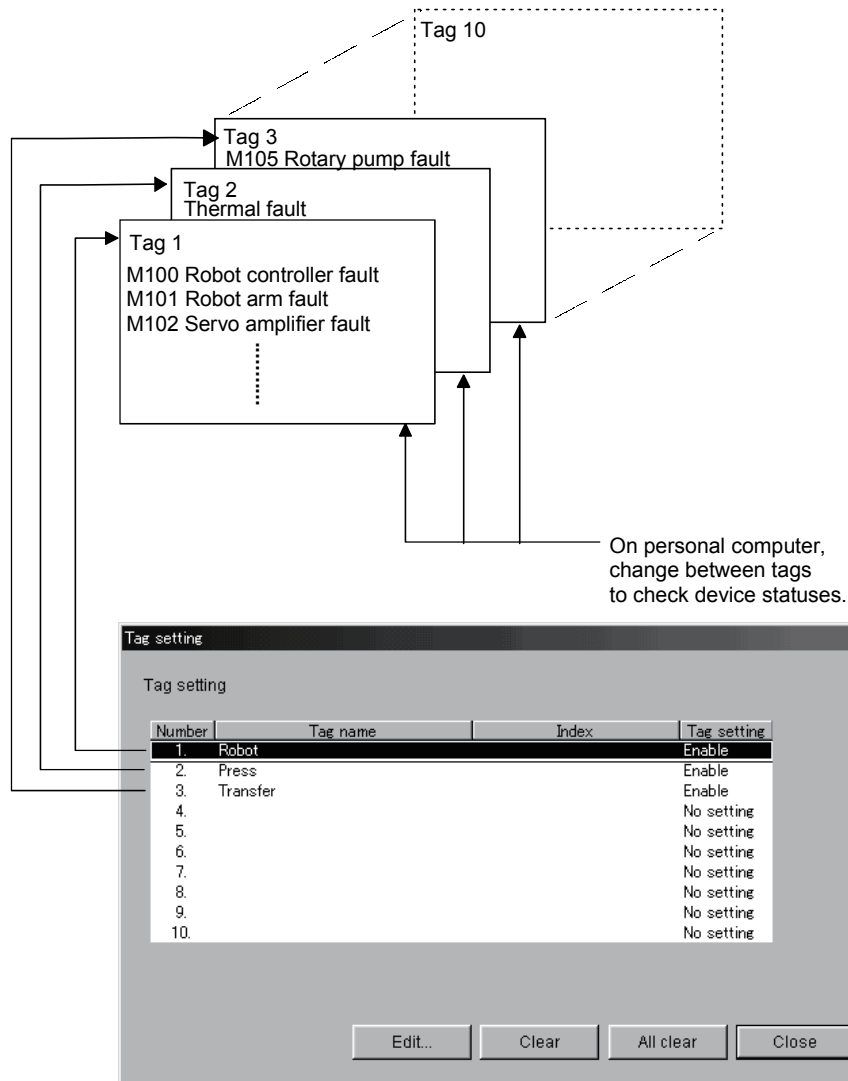 Tag 10
Tag 3
M105 Rotary pump fault
Tag 2
Thermal fault
Tag 1
M100 Robot controller fault
M101 Robot arm fault
M102 Servo amplifier fault
On personal computer,
change between tags
to check device statuses.
Tag setting
Tag setting
Number Tag name Index Tag setting
1. Robot Enable
2. Press Enable
3. Transfer Enable
4. No setting
5. No setting
6. No setting
7. No setting
8. No setting
9. No setting
10. No setting
Edit... Clear All clear Close